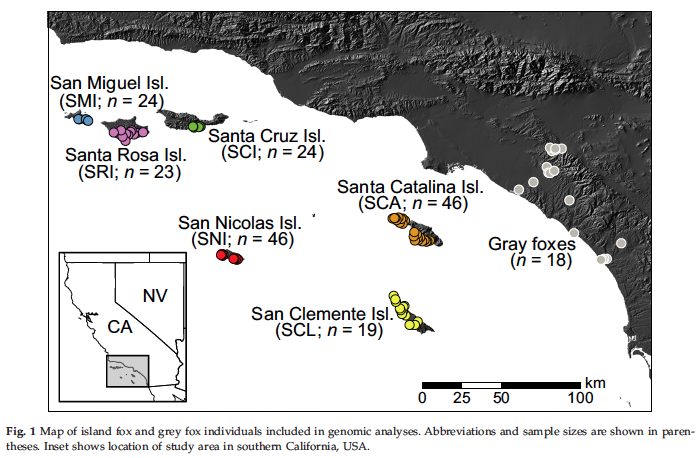 San Miguel Isl.
(SMI; n = 24)
Santa Cruz Isl.
(SCI; n = 24)
Santa Rosa Isl.
(SRI; n = 23)
Santa Catalina Isl.
(SCA; n = 46)
San Nicolas Isl.
(SNI; n = 46)
Gray foxes
(n = 18)
San Clemente Isl.
(SCL; n = 19)
NV
CA
km
0 25 50 100
Fig. 1 Map of island fox and grey fox individuals included in genomic analyses. Abbreviations and sample sizes are shown in paren-
theses. Inset shows location of study area in southern California, USA.